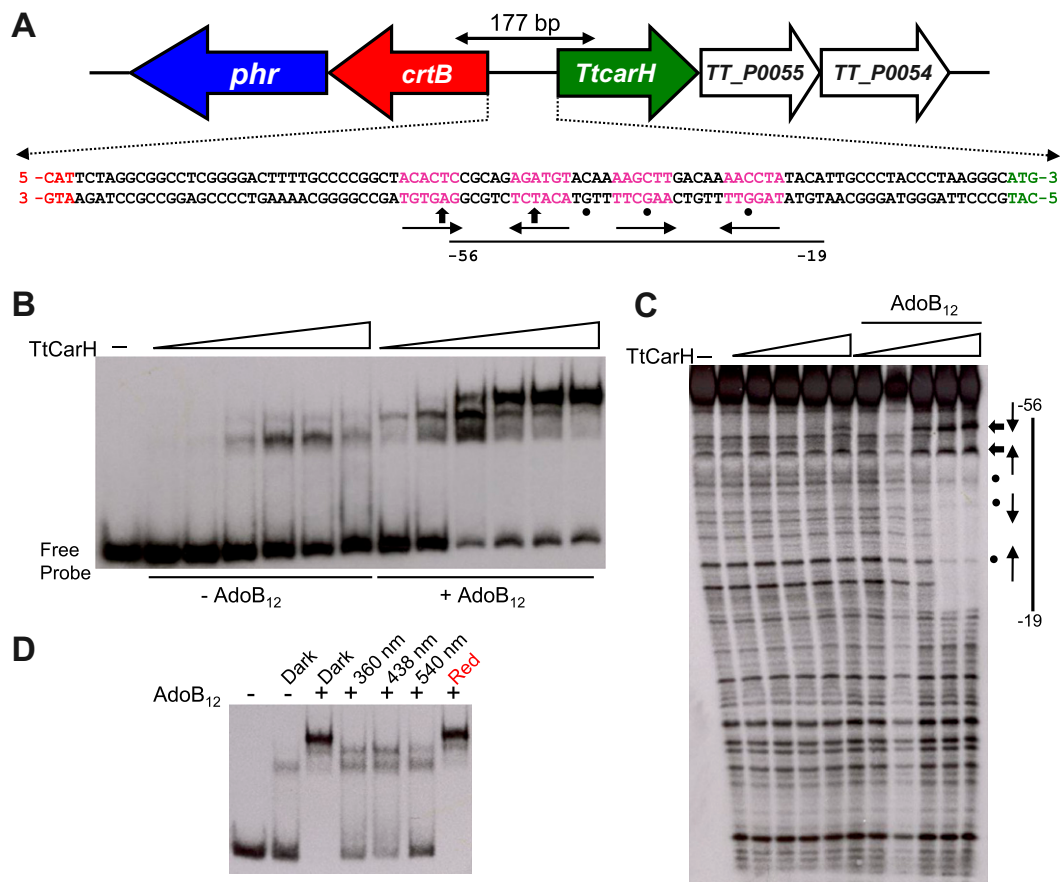 A
177 bp
phr crtB TtcarH TT_P0055 TT_P0054
5 -CATTCTAGGCGGCCTCGGGGACTTTTGCCCCGGCTACACTCCGCAGAGATGTACAAAAGCTTGACAAAACCTATACATTGCCCTACCCTAAGGGCATG-3
3 -GTAAGATCCGCCGGAGCCCCTGAAAACGGGGCCGATGTGAGGCGTCTCTACATGTTTTCGAACTGTTTTGGATATGTAACGGGATGGGATTCCCGTAC-5
-56 -19
B
TtCarH –
Free
Probe
- AdoB12
+ AdoB12
C
AdoB12
TtCarH –
-56
-19
D
Dark Dark 360 nm 438 nm 540 nm Red
AdoB12 - - + + + + +